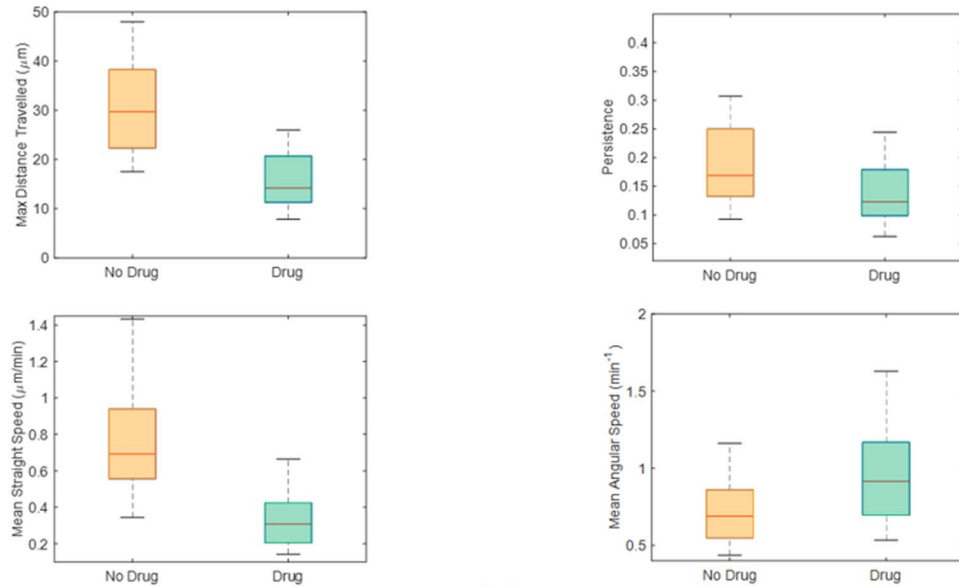 Max Distance Travelled (μm)
50
40
30
20
10
0
No Drug
Drug
Persistence
0.4
0.35
0.3
0.25
0.2
0.15
0.1
0.05
No Drug
Drug
Mean Straight Speed (μm/min)
1.4
1.2
1
0.8
0.6
0.4
0.2
No Drug
Drug
Mean Angular Speed (min⁻¹)
2
1.5
1
0.5
No Drug
Drug